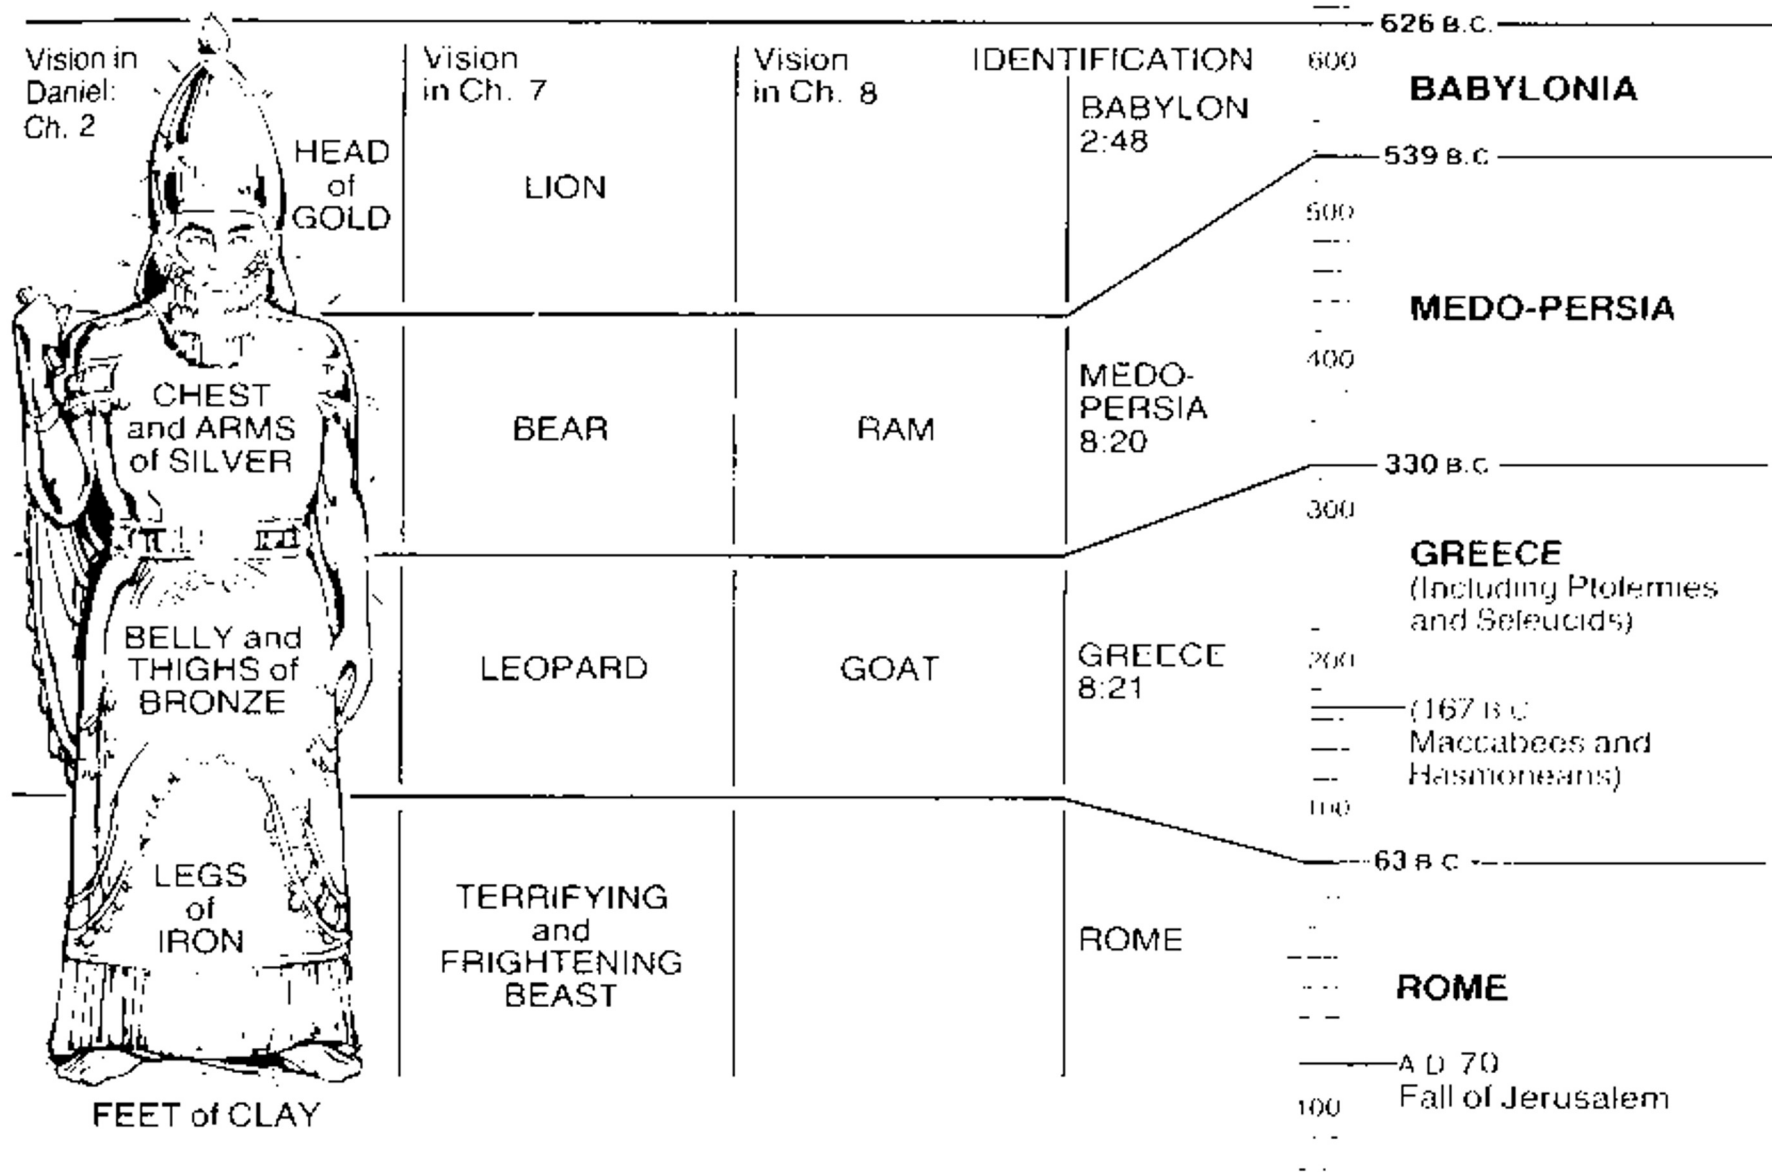 Vision in
Daniel:
Ch. 2
HEAD
of
GOLD
CHEST
and ARMS
of SILVER
BELLY and
THIGHS of
BRONZE
LEGS
of
IRON
FEET of CLAY
Vision
in Ch. 7
LION
BEAR
LEOPARD
TERRIFYING
and
FRIGHTENING
BEAST
Vision
in Ch. 8
RAM
GOAT
IDENTIFICATION
BABYLON
2:48
MEDO-
PERSIA
8:20
GREECE
8:21
ROME
626 B.C.
600
BABYLONIA
539 B.C
500
MEDO-PERSIA
400
330 B.C
300
GREECE
(Including Ptolemies
and Seleucids)
200
(167 B.C
Maccabees and
Hasmoneans)
100
63 B C
ROME
A D 70
Fall of Jerusalem
100